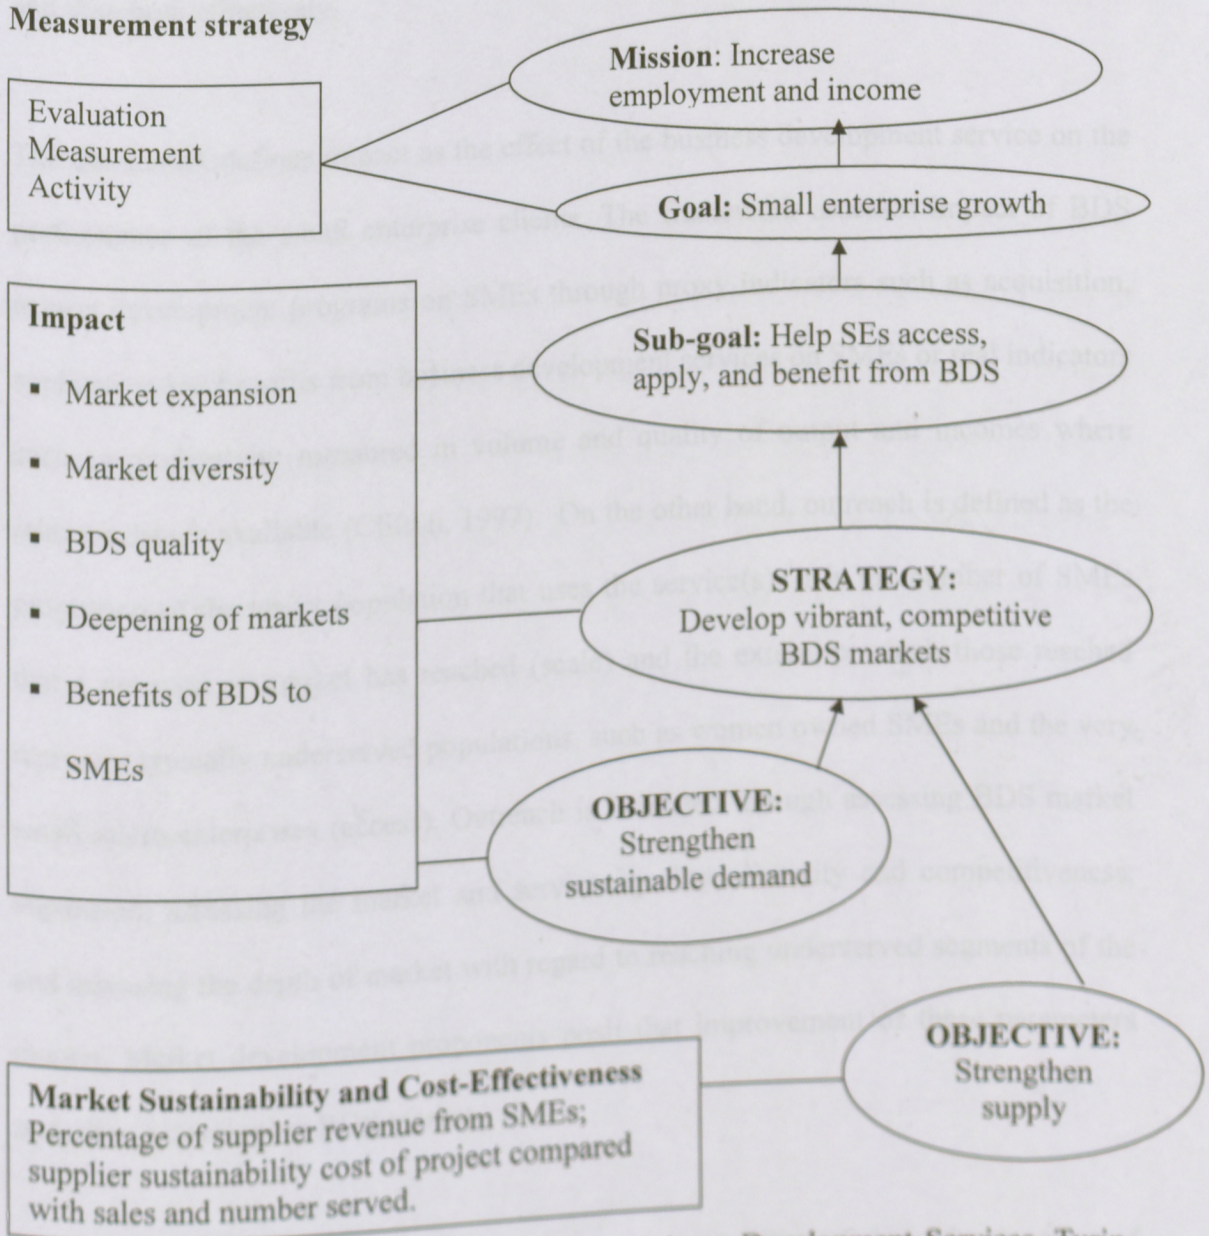 Measurement strategy
Mission: Increase
employment and income
Evaluation
Measurement
Activity
Goal: Small enterprise growth
Impact
▪ Market expansion
▪ Market diversity
▪ BDS quality
▪ Deepening of markets
▪ Benefits of BDS to
SMEs
Sub-goal: Help SEs access,
apply, and benefit from BDS
STRATEGY:
Develop vibrant, competitive
BDS markets
OBJECTIVE:
Strengthen
sustainable demand
OBJECTIVE:
Strengthen
supply
Market Sustainability and Cost-Effectiveness
Percentage of supplier revenue from SMEs;
supplier sustainability cost of project compared
with sales and number served.
Development Services, Turin